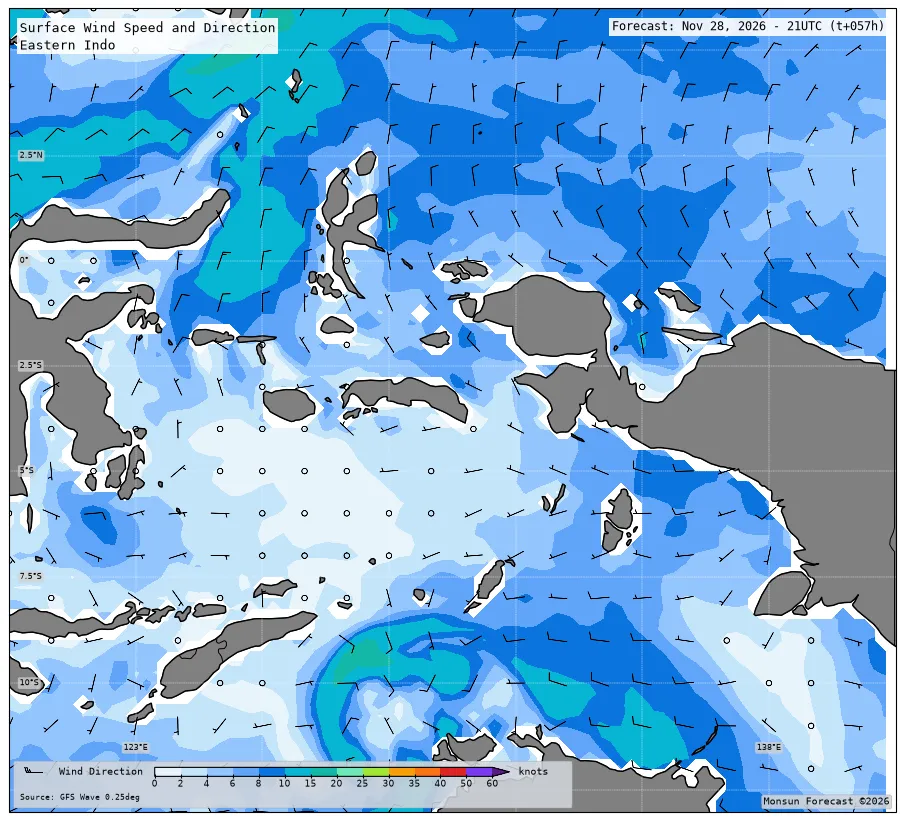 Surface Wind Speed and Direction
Eastern Indo
Forecast: Nov 28, 2026 - 21UTC (t+057h)
2.5°N
0°
2.5°S
5°S
7.5°S
10°S
123°E
138°E
Wind Direction
0 2 4 6 8 10 15 20 25 30 35 40 50 60
knots
Source: GFS Wave 0.25deg
Monsun Forecast ©2026